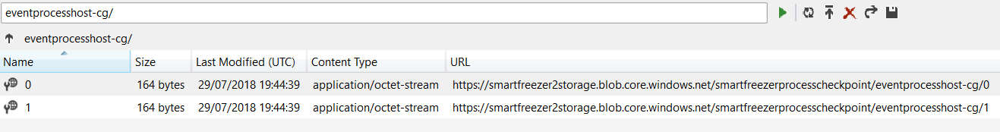 eventprocesshost-cg/
eventprocesshost-cg/
Name Size Last Modified (UTC) Content Type URL
0 164 bytes 29/07/2018 19:44:39 application/octet-stream https://smartfreezer2storage.blob.core.windows.net/smartfreezerprocesscheckpoint/eventprocesshost-cg/0
1 164 bytes 29/07/2018 19:44:39 application/octet-stream https://smartfreezer2storage.blob.core.windows.net/smartfreezerprocesscheckpoint/eventprocesshost-cg/1